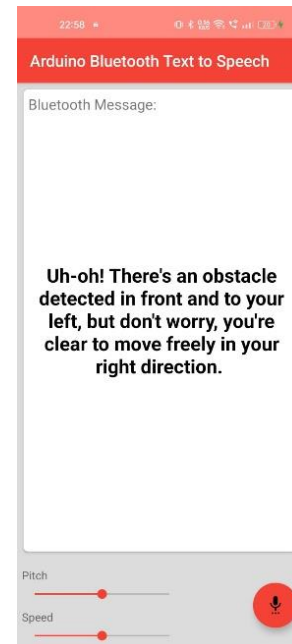 22:58
Arduino Bluetooth Text to Speech
Bluetooth Message:
Uh-oh! There's an obstacle
detected in front and to your
left, but don't worry, you're
clear to move freely in your
right direction.
Pitch
Speed